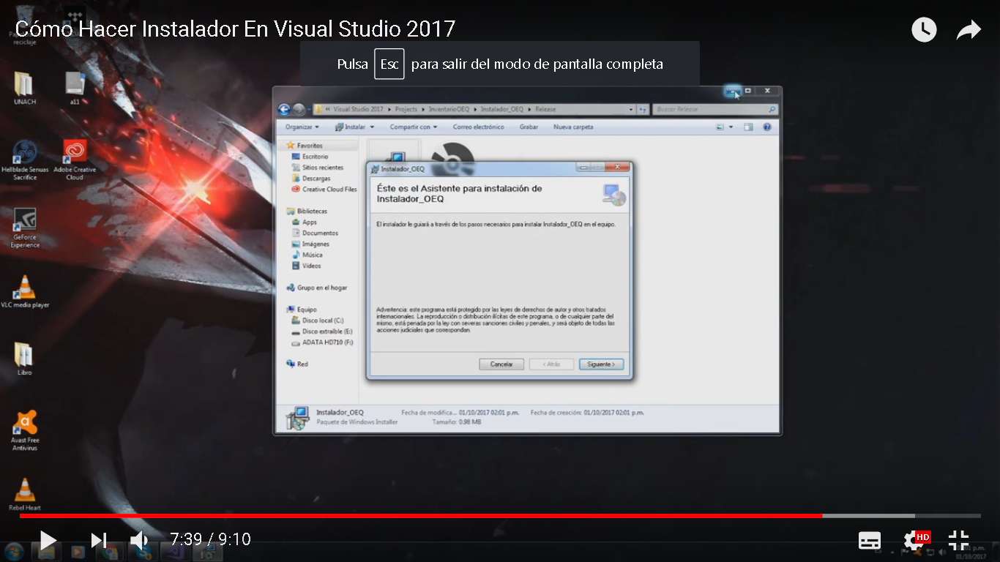 Cómo Hacer Instalador En Visual Studio 2017
Pulsa Esc para salir del modo de pantalla completa
reciclaje
UNACH
a11
Hellblade Senuas Sacrifice
Adobe Creative Cloud
GeForce Experience
VLC media player
Libro
Avast Free Antivirus
Rebel Heart
« Visual Studio 2017 Projects InventarioOEQ Instalador_OEQ Release
Buscar Release
Organizar Instalar Compartir con Correo electrónico Grabar Nueva carpeta
Favoritos
Escritorio
Sitios recientes
Descargas
Creative Cloud Files
Bibliotecas
Apps
Documentos
Imágenes
Música
Vídeos
Grupo en el hogar
Equipo
Disco local (C:)
Disco extraíble (E:)
ADATA HD710 (F:)
Red
Instalador_OEQ
Éste es el Asistente para instalación de
Instalador_OEQ
El instalador le guiará a través de los pasos necesarios para instalar Instalador_OEQ en el equipo.
Advertencia: este programa está protegido por las leyes de derechos de autor y otros tratados
internacionales. La reproducción o distribución ilícitas de este programa, o de cualquier parte del
mismo, está penada por la ley con severas sanciones civiles y penales, y será objeto de todas las
acciones judiciales que correspondan.
Cancelar < Atrás Siguiente >
Instalador_OEQ Fecha de modifica... 01/10/2017 02:01 p.m. Fecha de creación: 01/10/2017 02:01 p.m.
Paquete de Windows Installer Tamaño: 0.98 MB
7:39 / 9:10
HD
01/10/2017